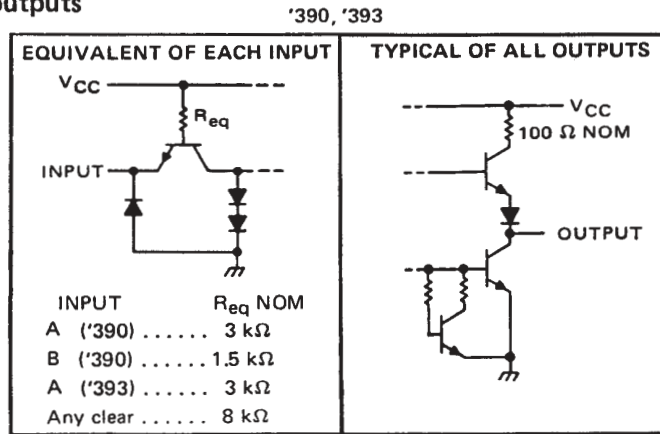 outputs
'390, '393
EQUIVALENT OF EACH INPUT
VCC
Req
INPUT
INPUT Req NOM
A ('390) ...... 3 kΩ
B ('390) ...... 1.5 kΩ
A ('393) ...... 3 kΩ
Any clear ...... 8 kΩ
TYPICAL OF ALL OUTPUTS
VCC
100 Ω NOM
OUTPUT